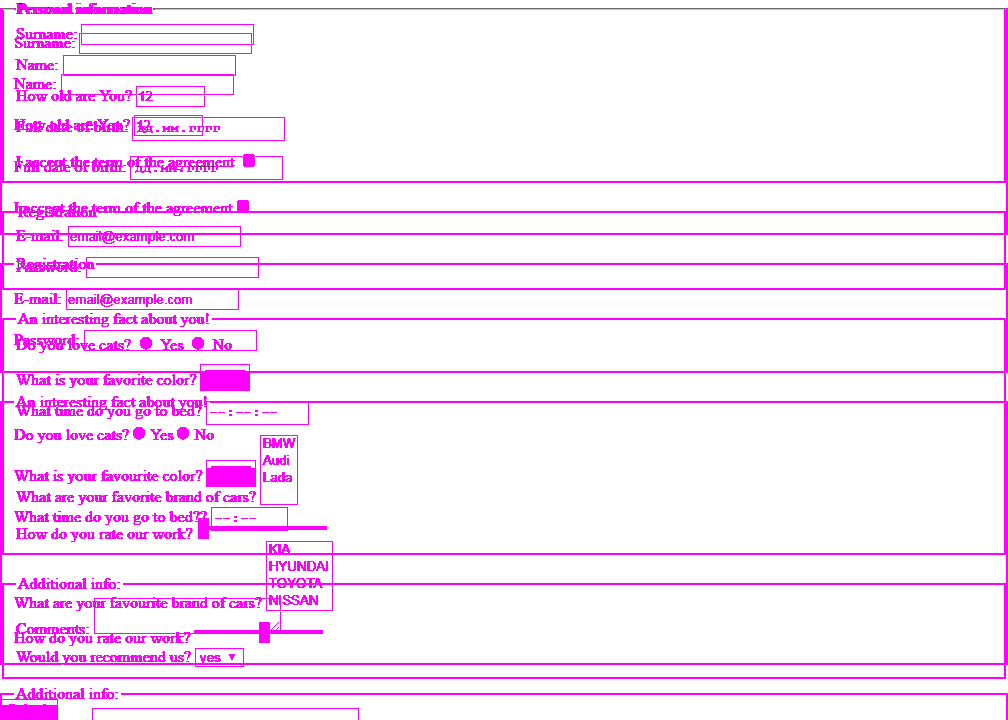 Personal information
Surname:
Surname:
Name:
Name:
How old are You? 12
How old are You? 12
Full date of birth: дд.мм.гггг
I accept the term of the agreement
Full date of birth: дд.мм.гггг
I accept the term of the agreement
Registration
E-mail: email@example.com
Registration
Password:
E-mail: email@example.com
An interesting fact about you!
Password:
Do you love cats? Yes No
What is your favorite color?
An interesting fact about you!
What time do you go to bed? --:--:--
Do you love cats? Yes No
BMW
Audi
Lada
What is your favourite color?
What are your favorite brand of cars?
What time do you go to bed?? --:--
How do you rate our work?
KIA
HYUNDAI
TOYOTA
NISSAN
Additional info:
What are your favourite brand of cars?
Comments:
How do you rate our work?
Would you recommend us? yes
Additional info: